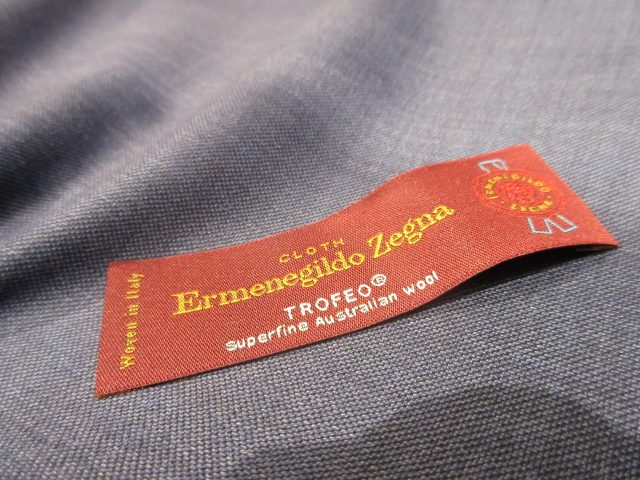 Woven in Italy
CLOTH
Ermenegildo Zegna
TROFEO®
Superfine Australian wool